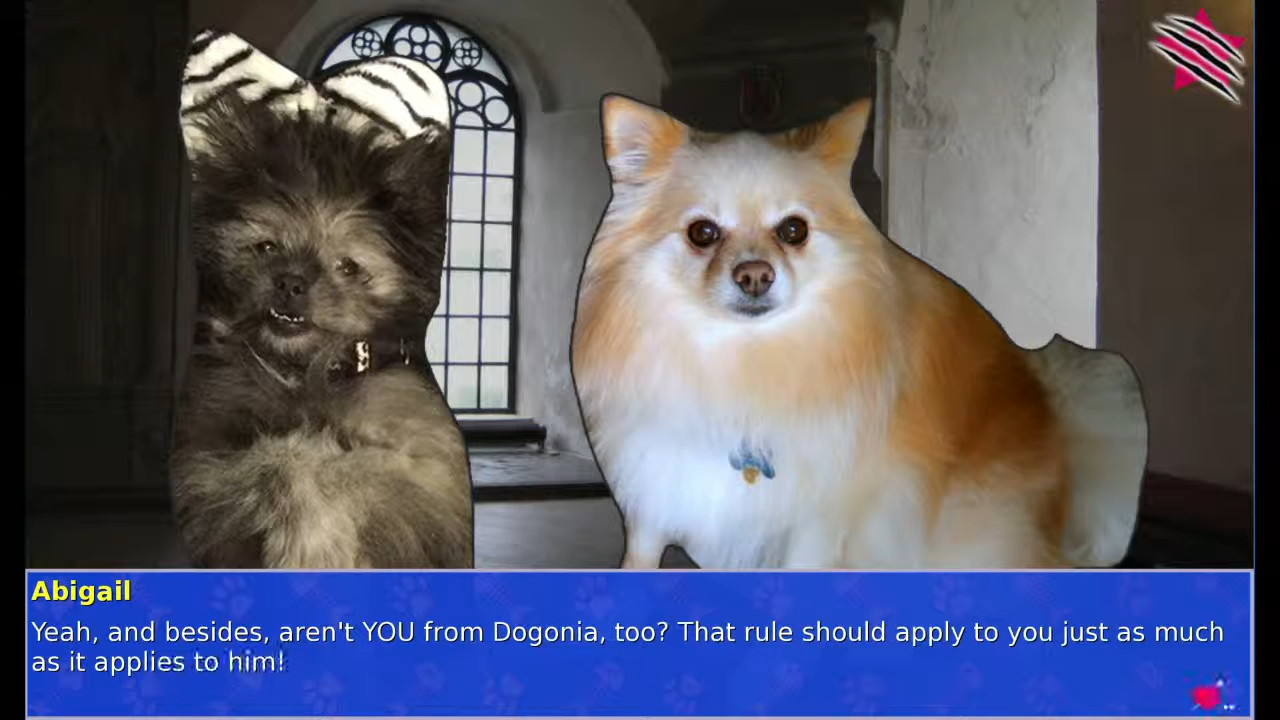 Abigail
Yeah, and besides, aren't YOU from Dogonia, too? That rule should apply to you just as much
as it applies to him!